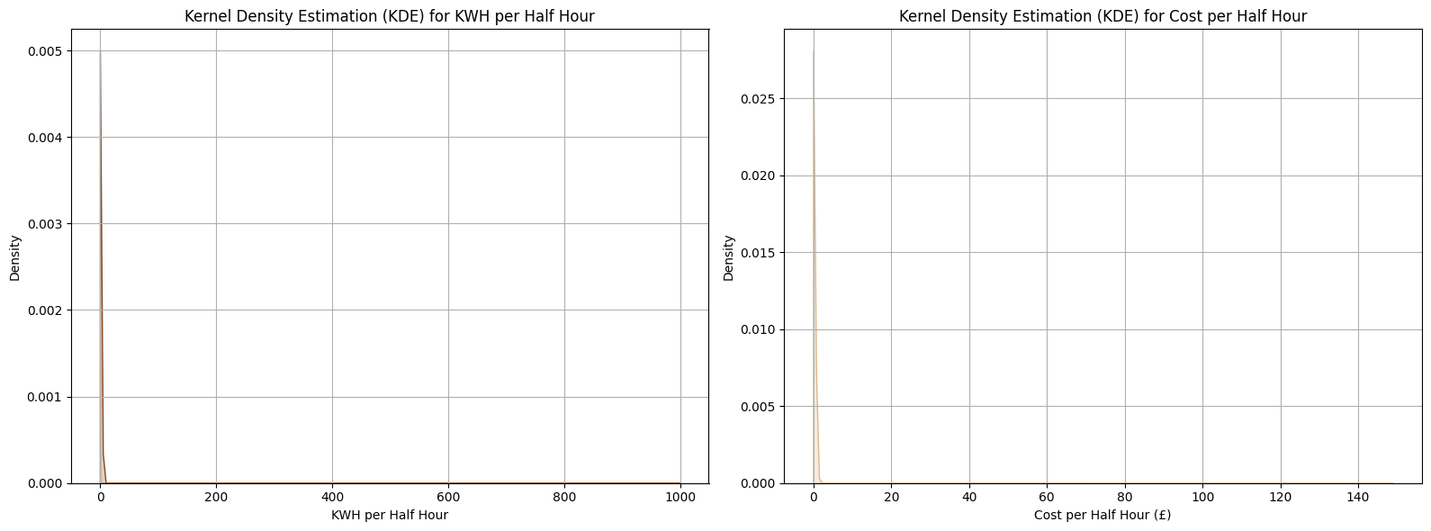 Kernel Density Estimation (KDE) for KWH per Half Hour
0.005
0.004
0.003
0.002
0.001
0.000
Density
0 200 400 600 800 1000
KWH per Half Hour
Kernel Density Estimation (KDE) for Cost per Half Hour
0.025
0.020
0.015
0.010
0.005
0.000
Density
0 20 40 60 80 100 120 140
Cost per Half Hour (£)